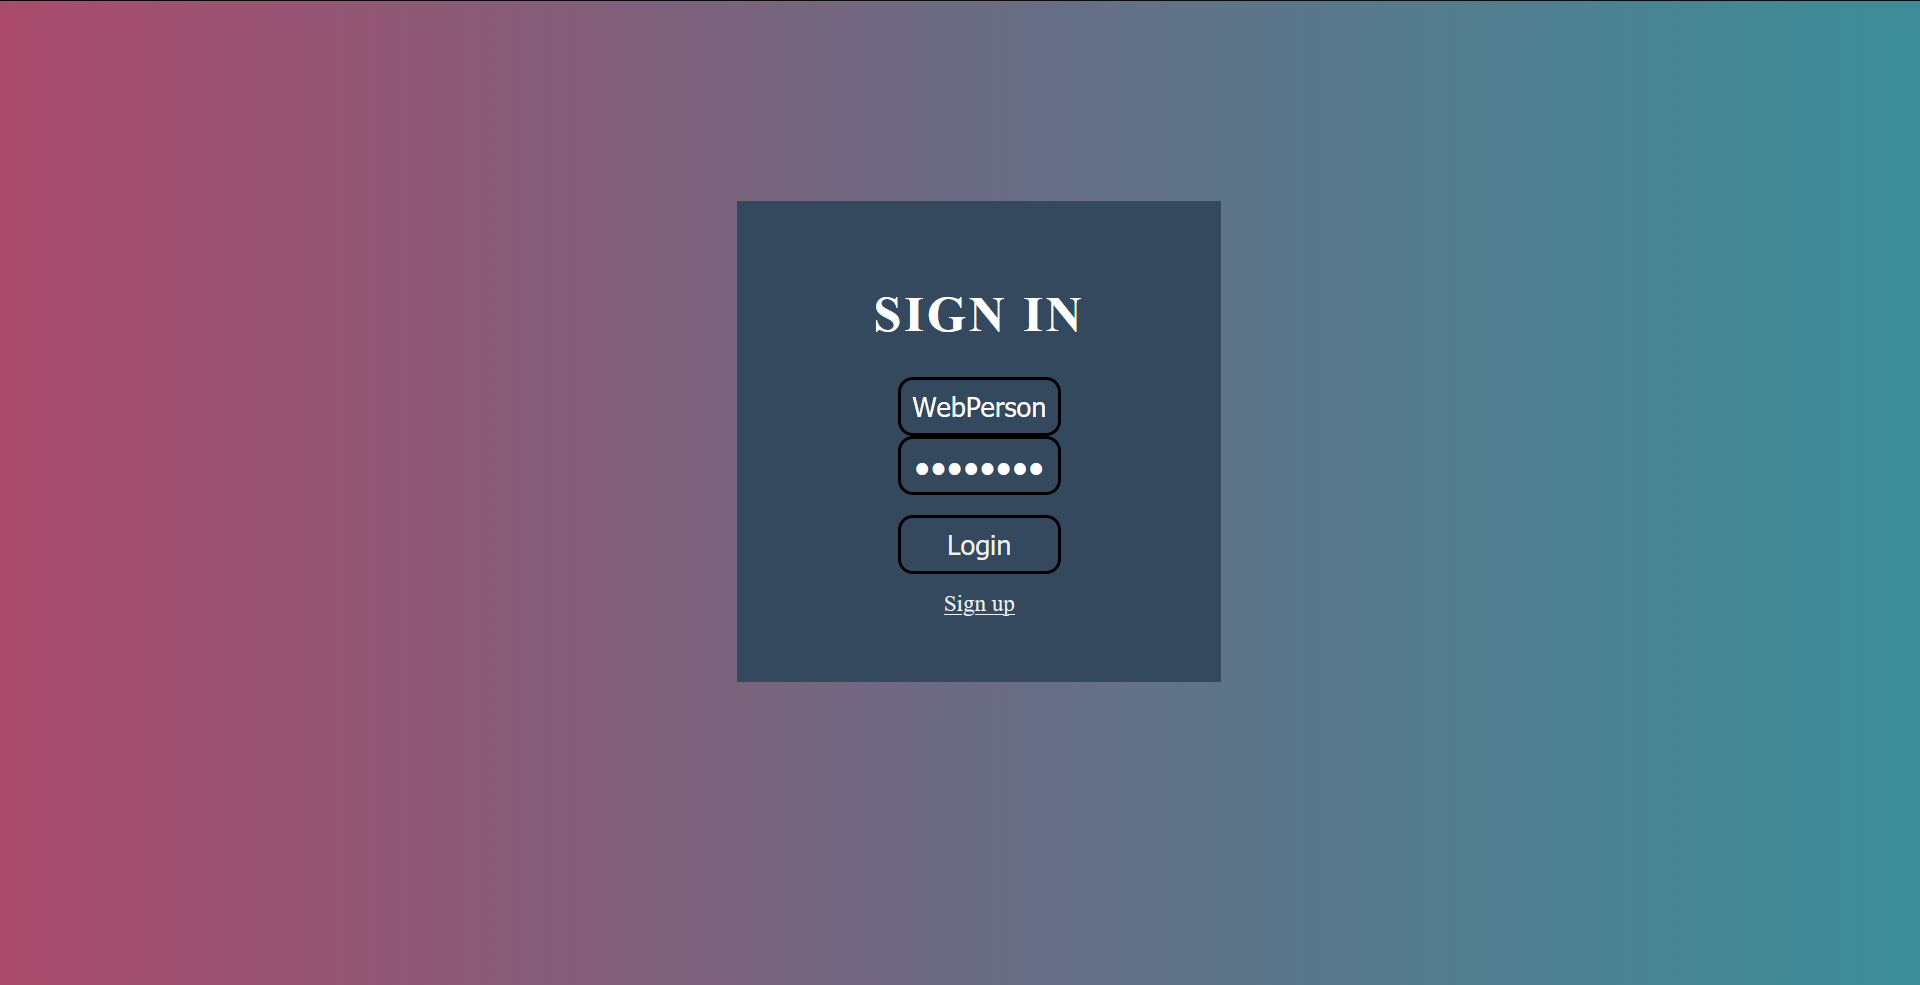 SIGN IN
WebPerson
●●●●●●●●
Login
Sign up